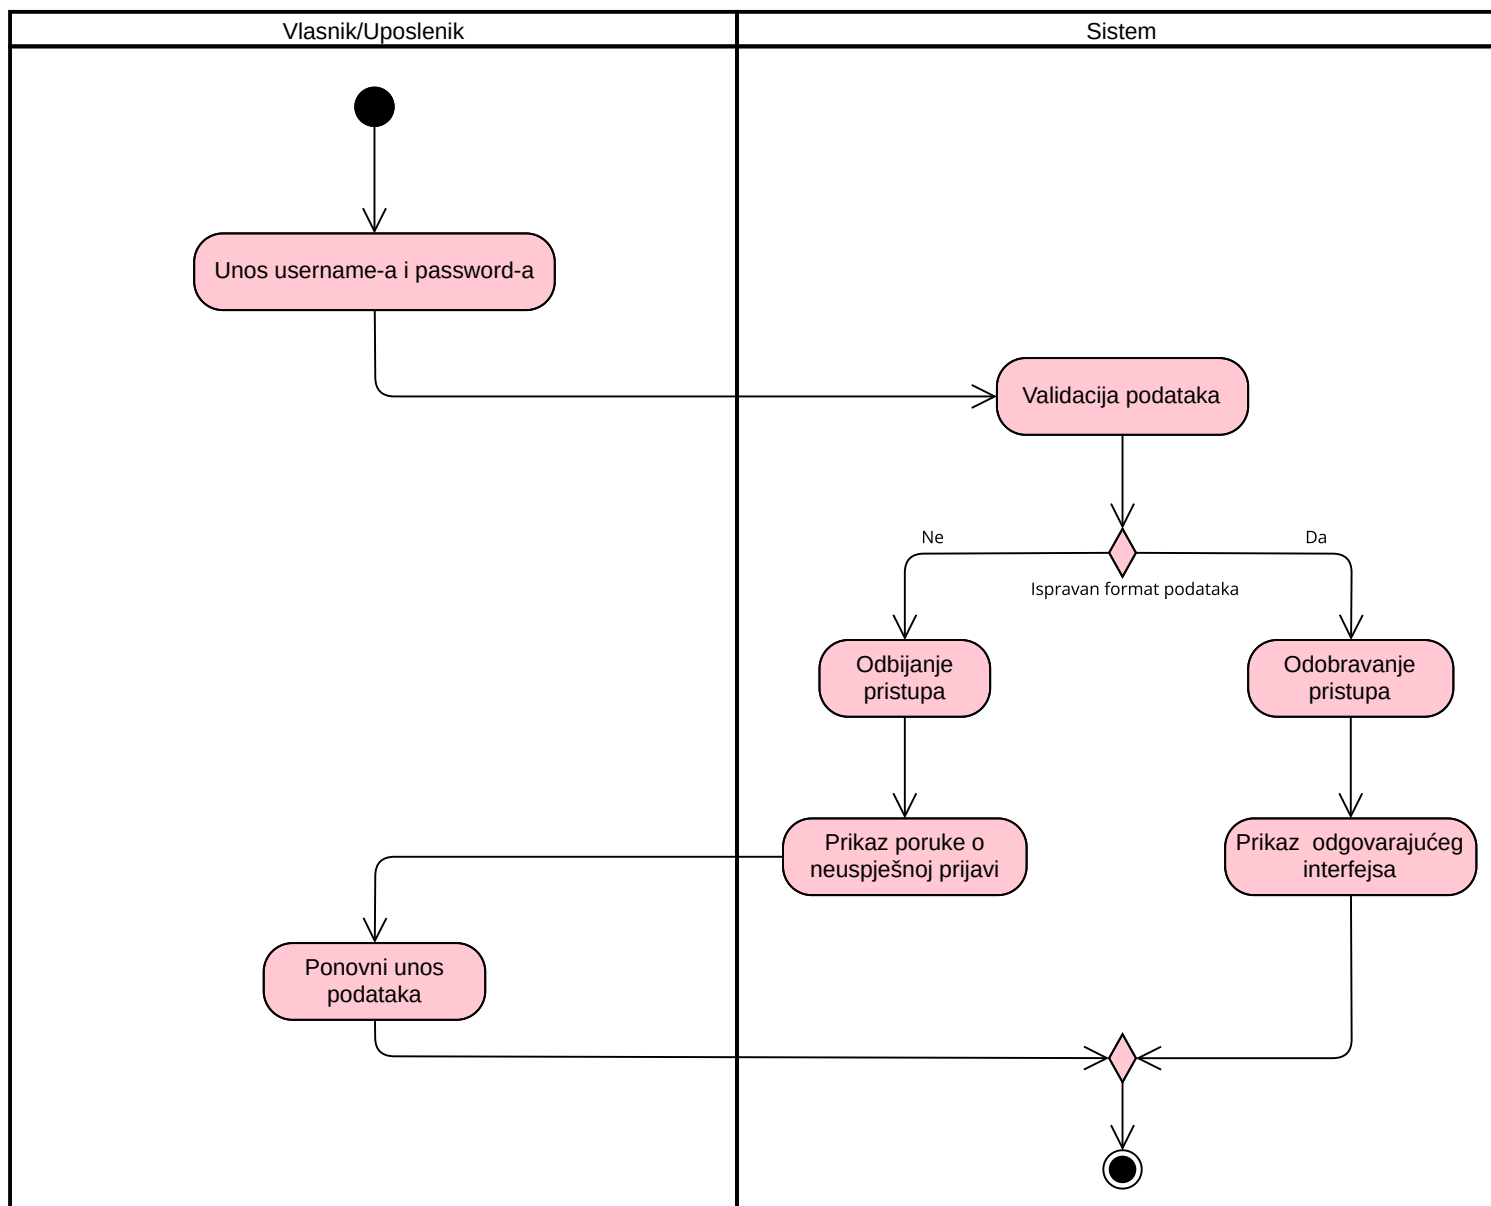 Vlasnik/Uposlenik
Sistem
Unos username-a i password-a
Validacija podataka
Ne
Da
Ispravan format podataka
Odbijanje
pristupa
Odobravanje
pristupa
Prikaz poruke o
neuspješnoj prijavi
Prikaz  odgovarajućeg
interfejsa
Ponovni unos
podataka